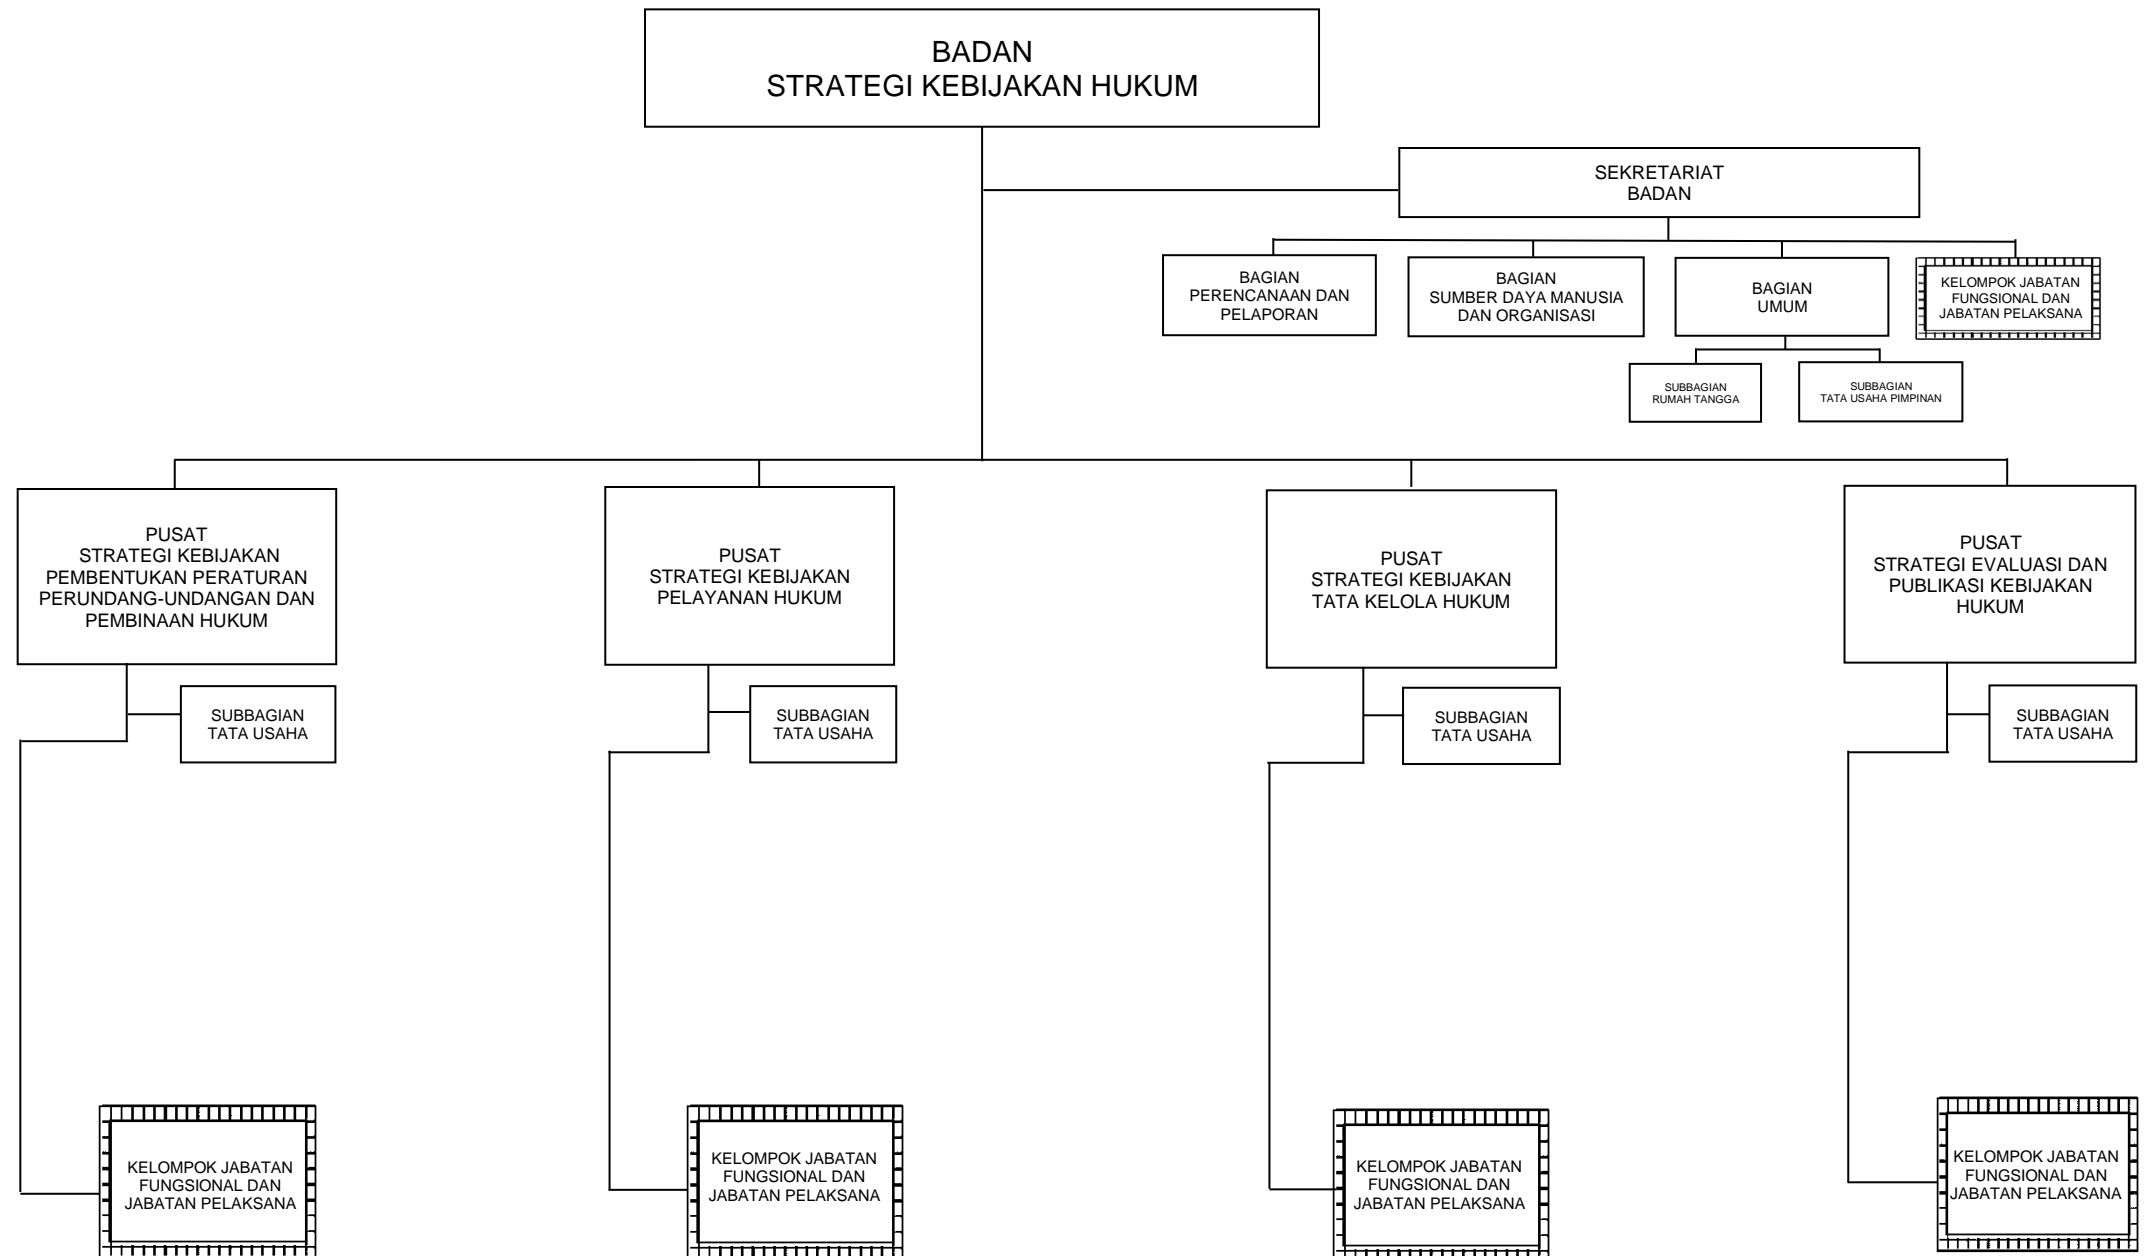 BADAN
STRATEGI KEBIJAKAN HUKUM
SEKRETARIAT
BADAN
BAGIAN
PERENCANAAN DAN
PELAPORAN
BAGIAN
SUMBER DAYA MANUSIA
DAN ORGANISASI
BAGIAN
UMUM
KELOMPOK JABATAN
FUNGSIONAL DAN
JABATAN PELAKSANA
SUBBAGIAN
RUMAH TANGGA
SUBBAGIAN
TATA USAHA PIMPINAN
PUSAT
STRATEGI KEBIJAKAN
PEMBENTUKAN PERATURAN
PERUNDANG-UNDANGAN DAN
PEMBINAAN HUKUM
PUSAT
STRATEGI KEBIJAKAN
PELAYANAN HUKUM
PUSAT
STRATEGI KEBIJAKAN
TATA KELOLA HUKUM
PUSAT
STRATEGI EVALUASI DAN
PUBLIKASI KEBIJAKAN
HUKUM
SUBBAGIAN
TATA USAHA
SUBBAGIAN
TATA USAHA
SUBBAGIAN
TATA USAHA
SUBBAGIAN
TATA USAHA
KELOMPOK JABATAN
FUNGSIONAL DAN
JABATAN PELAKSANA
KELOMPOK JABATAN
FUNGSIONAL DAN
JABATAN PELAKSANA
KELOMPOK JABATAN
FUNGSIONAL DAN
JABATAN PELAKSANA
KELOMPOK JABATAN
FUNGSIONAL DAN
JABATAN PELAKSANA